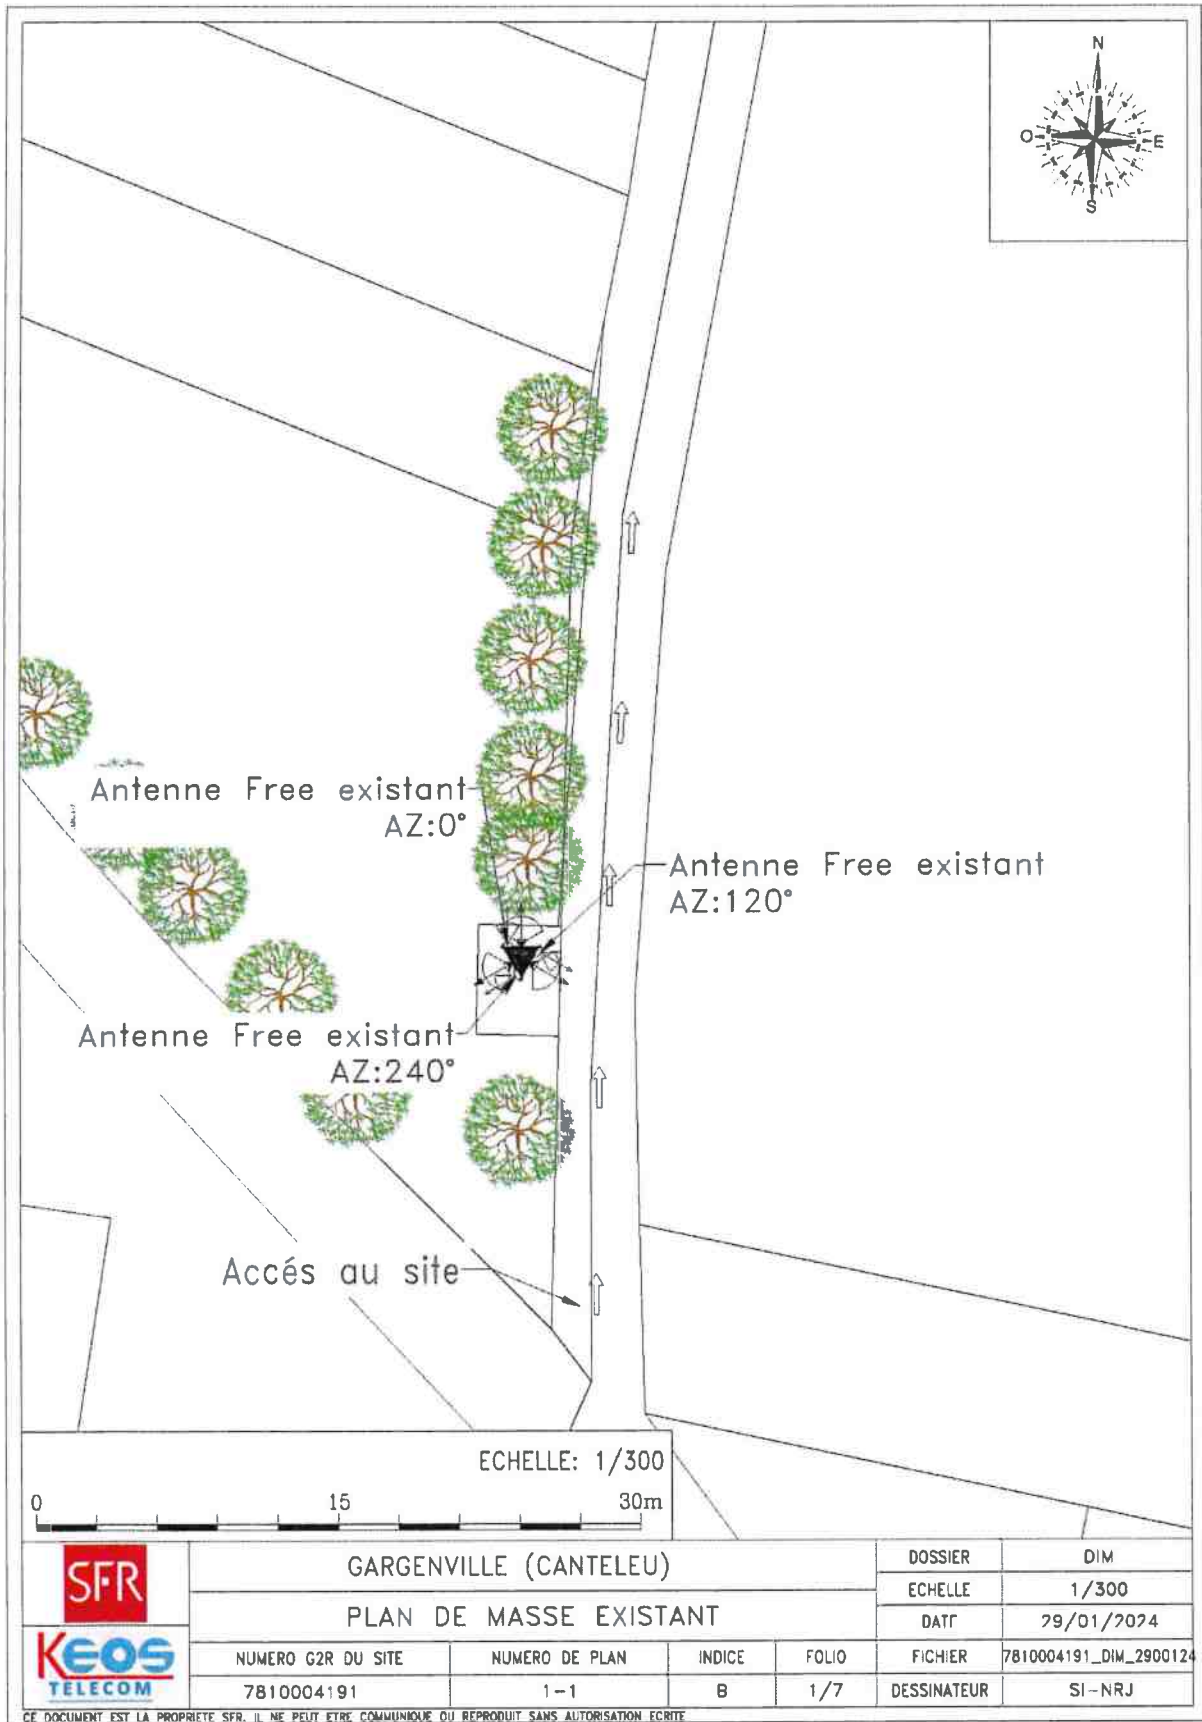 N
O E
S
Antenne Free existant
AZ:0°
Antenne Free existant
AZ:120°
Antenne Free existant
AZ:240°
Accés au site
ECHELLE: 1/300
0 15 30m
SFR
KEOS
TELECOM
GARGENVILLE (CANTELEU)
PLAN DE MASSE EXISTANT
DOSSIER DIM
ECHELLE 1/300
DATE 29/01/2024
NUMERO G2R DU SITE NUMERO DE PLAN INDICE FOLIO FICHIER 7810004191_DIM_2900124
7810004191 1-1 B 1/7 DESSINATEUR SI-NRJ
CE DOCUMENT EST LA PROPRIETE SFR. IL NE PEUT ETRE COMMUNIQUE OU REPRODUIT SANS AUTORISATION ECRITE